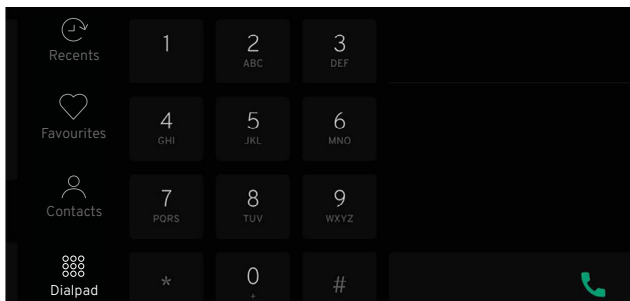 Recents
1
2
ABC
3
DEF
Favourites
4
GHI
5
JKL
6
MNO
Contacts
7
PQRS
8
TUV
9
WXYZ
Dialpad
*
0
+
#